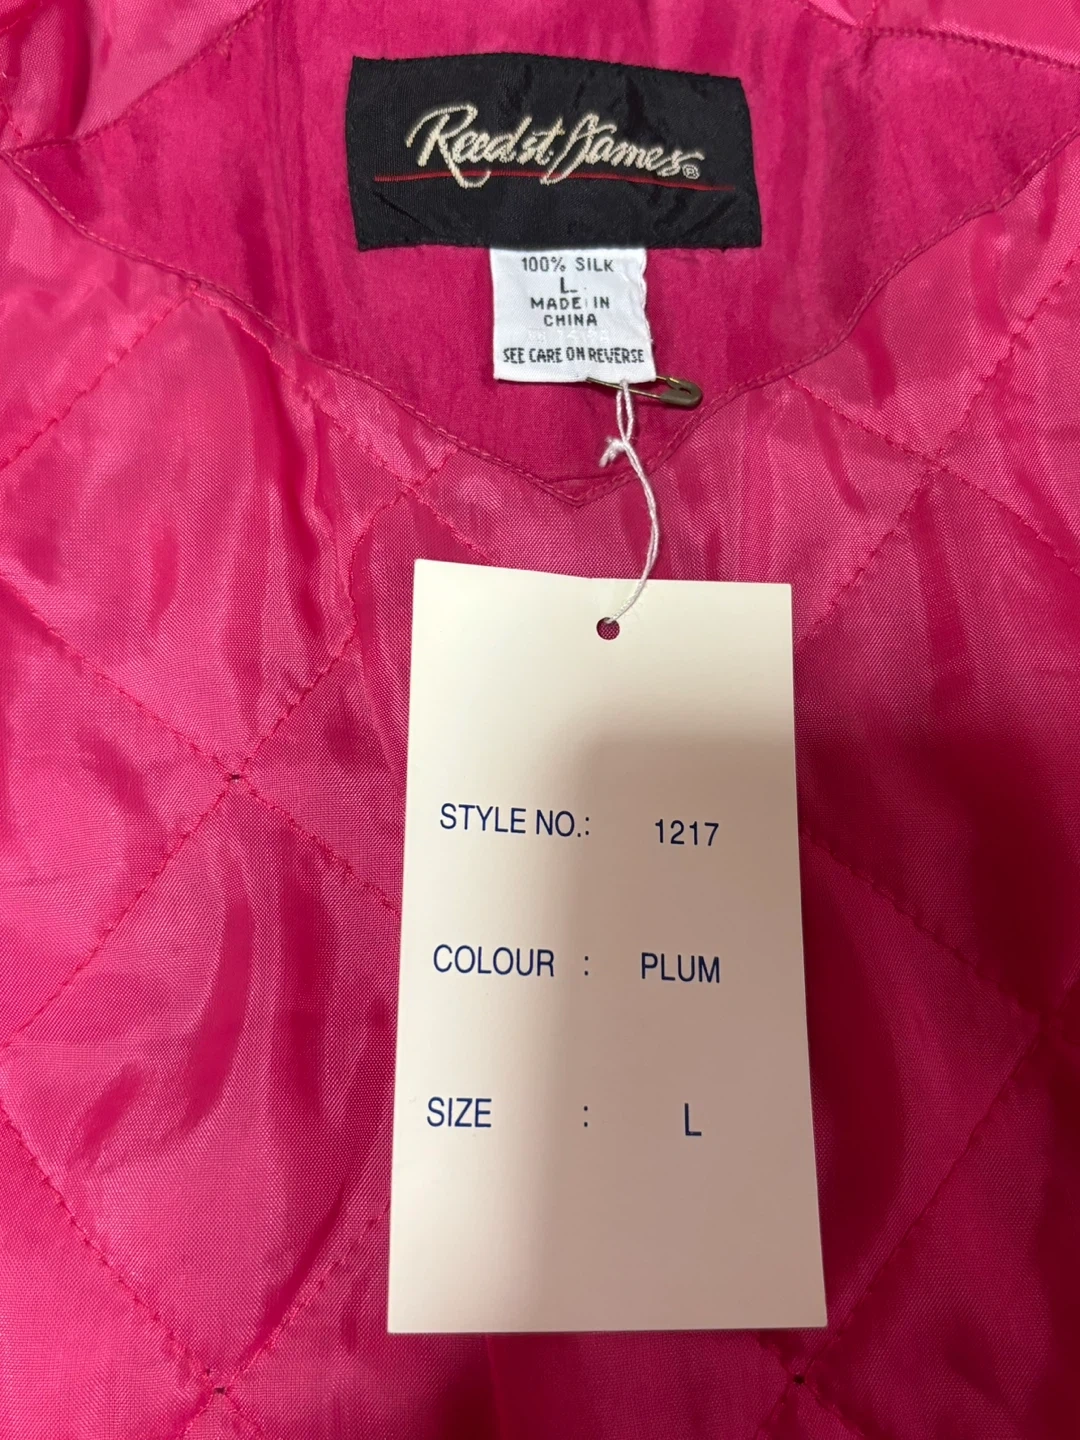 Reed St. James®
100% SILK
L
MADE IN
CHINA
SEE CARE ON REVERSE
STYLE NO.: 1217
COLOUR : PLUM
SIZE : L